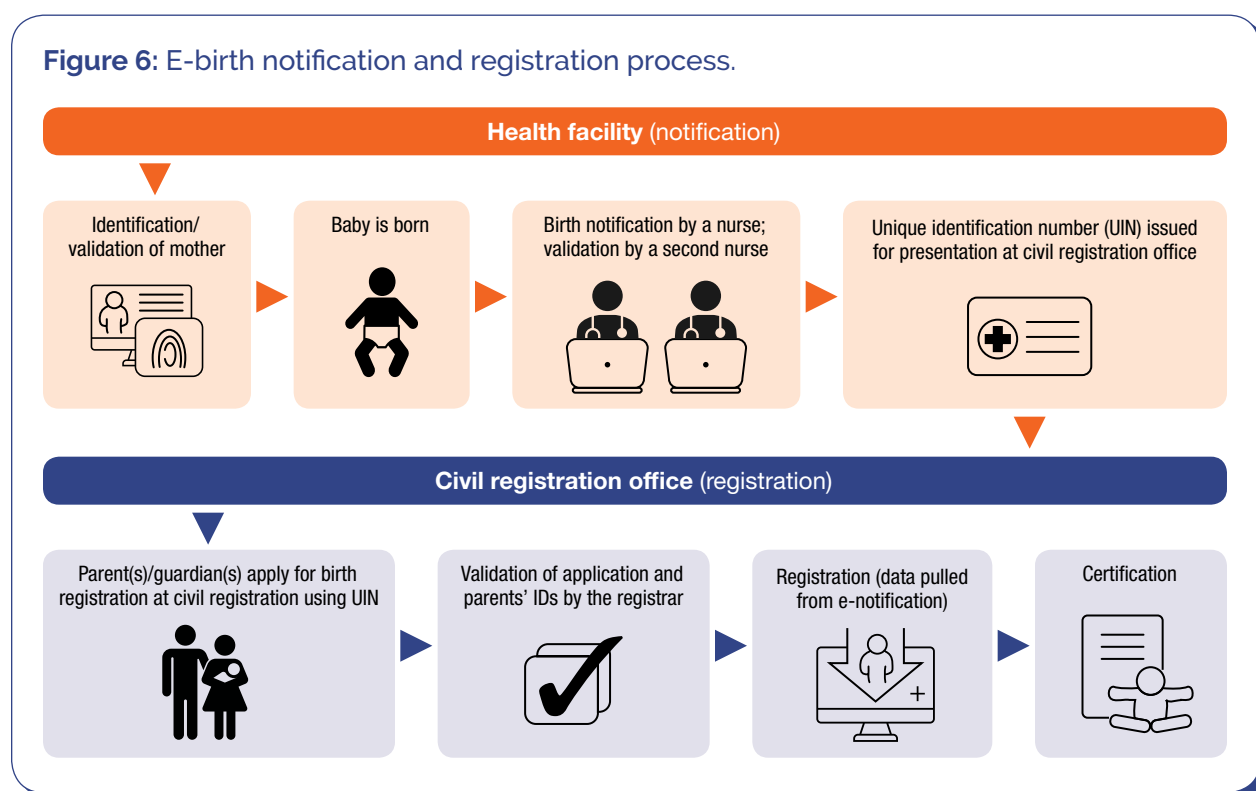 Figure 6: E-birth notification and registration process.
Health facility (notification)
Identification/
validation of mother
Baby is born
Birth notification by a nurse;
validation by a second nurse
Unique identification number (UIN) issued
for presentation at civil registration office
Civil registration office (registration)
Parent(s)/guardian(s) apply for birth
registration at civil registration using UIN
Validation of application and
parents' IDs by the registrar
Registration (data pulled
from e-notification)
Certification